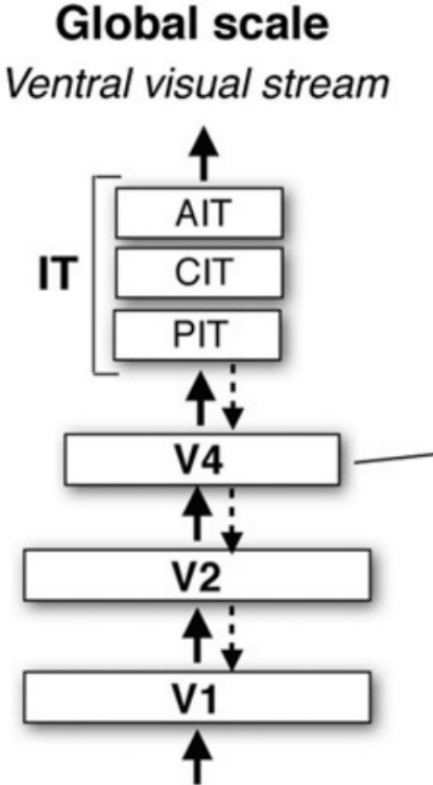 Global scale
Ventral visual stream
AIT
IT
CIT
PIT
V4
V2
V1